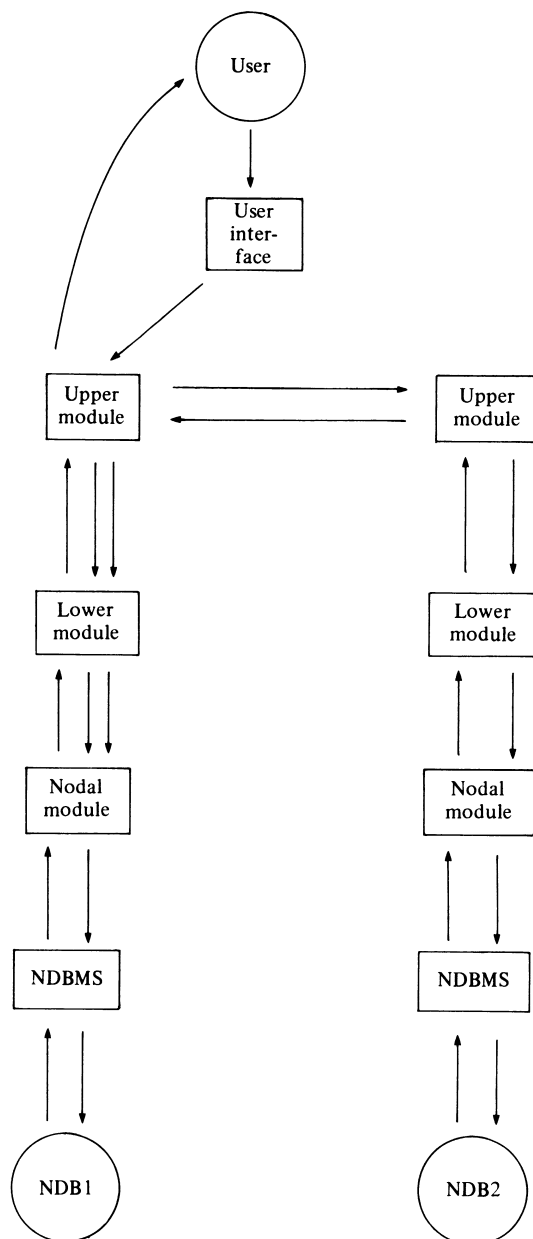 User
User
inter-
face
Upper
module
Upper
module
Lower
module
Lower
module
Nodal
module
Nodal
module
NDBMS
NDBMS
NDB1
NDB2